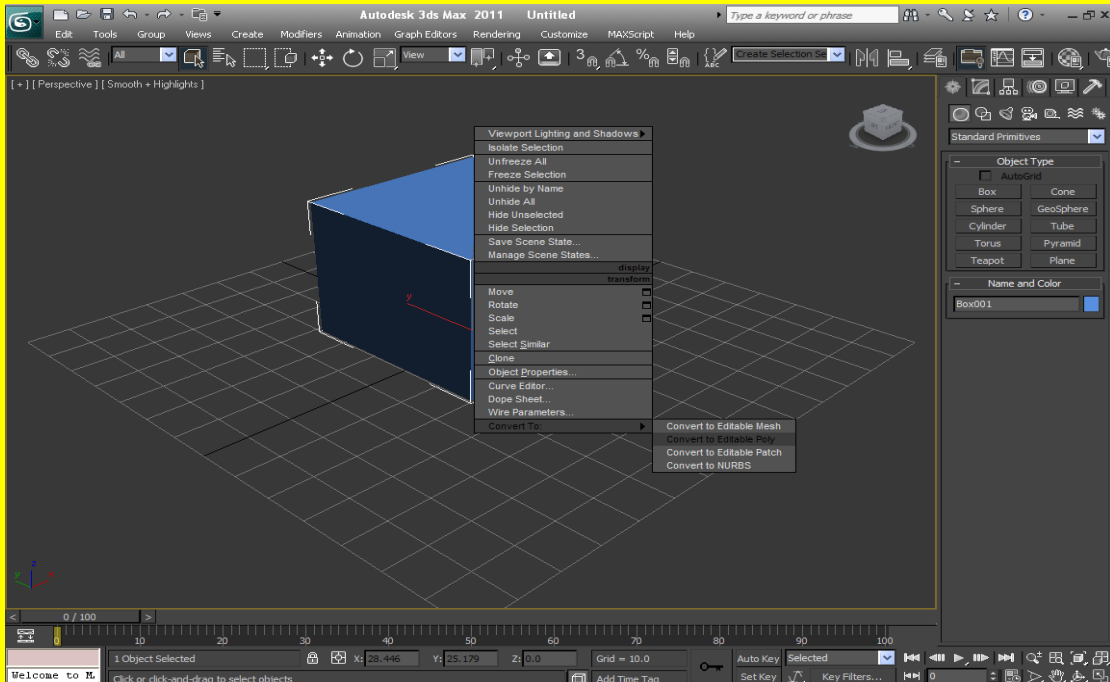 Autodesk 3ds Max 2011 Untitled
Type a keyword or phrase
Edit Tools Group Views Create Modifiers Animation Graph Editors Rendering Customize MAXScript Help
All
View
3
%
ABC
Create Selection Se
[ + ] [ Perspective ] [ Smooth + Highlights ]
Standard Primitives
Object Type
AutoGrid
Box Cone
Sphere GeoSphere
Cylinder Tube
Torus Pyramid
Teapot Plane
Name and Color
Box001
Viewport Lighting and Shadows
Isolate Selection
Unfreeze All
Freeze Selection
Unhide by Name
Unhide All
Hide Unselected
Hide Selection
Save Scene State...
Manage Scene States...
display
transform
Move
Rotate
Scale
Select
Select Similar
Clone
Object Properties...
Curve Editor...
Dope Sheet...
Wire Parameters...
Convert To:
Convert to Editable Mesh
Convert to Editable Poly
Convert to Editable Patch
Convert to NURBS
y
z
y
0 / 100
0 10 20 30 40 50 60 70 80 90 100
1 Object Selected X: 28.446 Y: 25.179 Z: 0.0 Grid = 10.0 Auto Key Selected
Welcome to M. Click or click-and-drag to select objects Add Time Tag Set Key Key Filters... 0